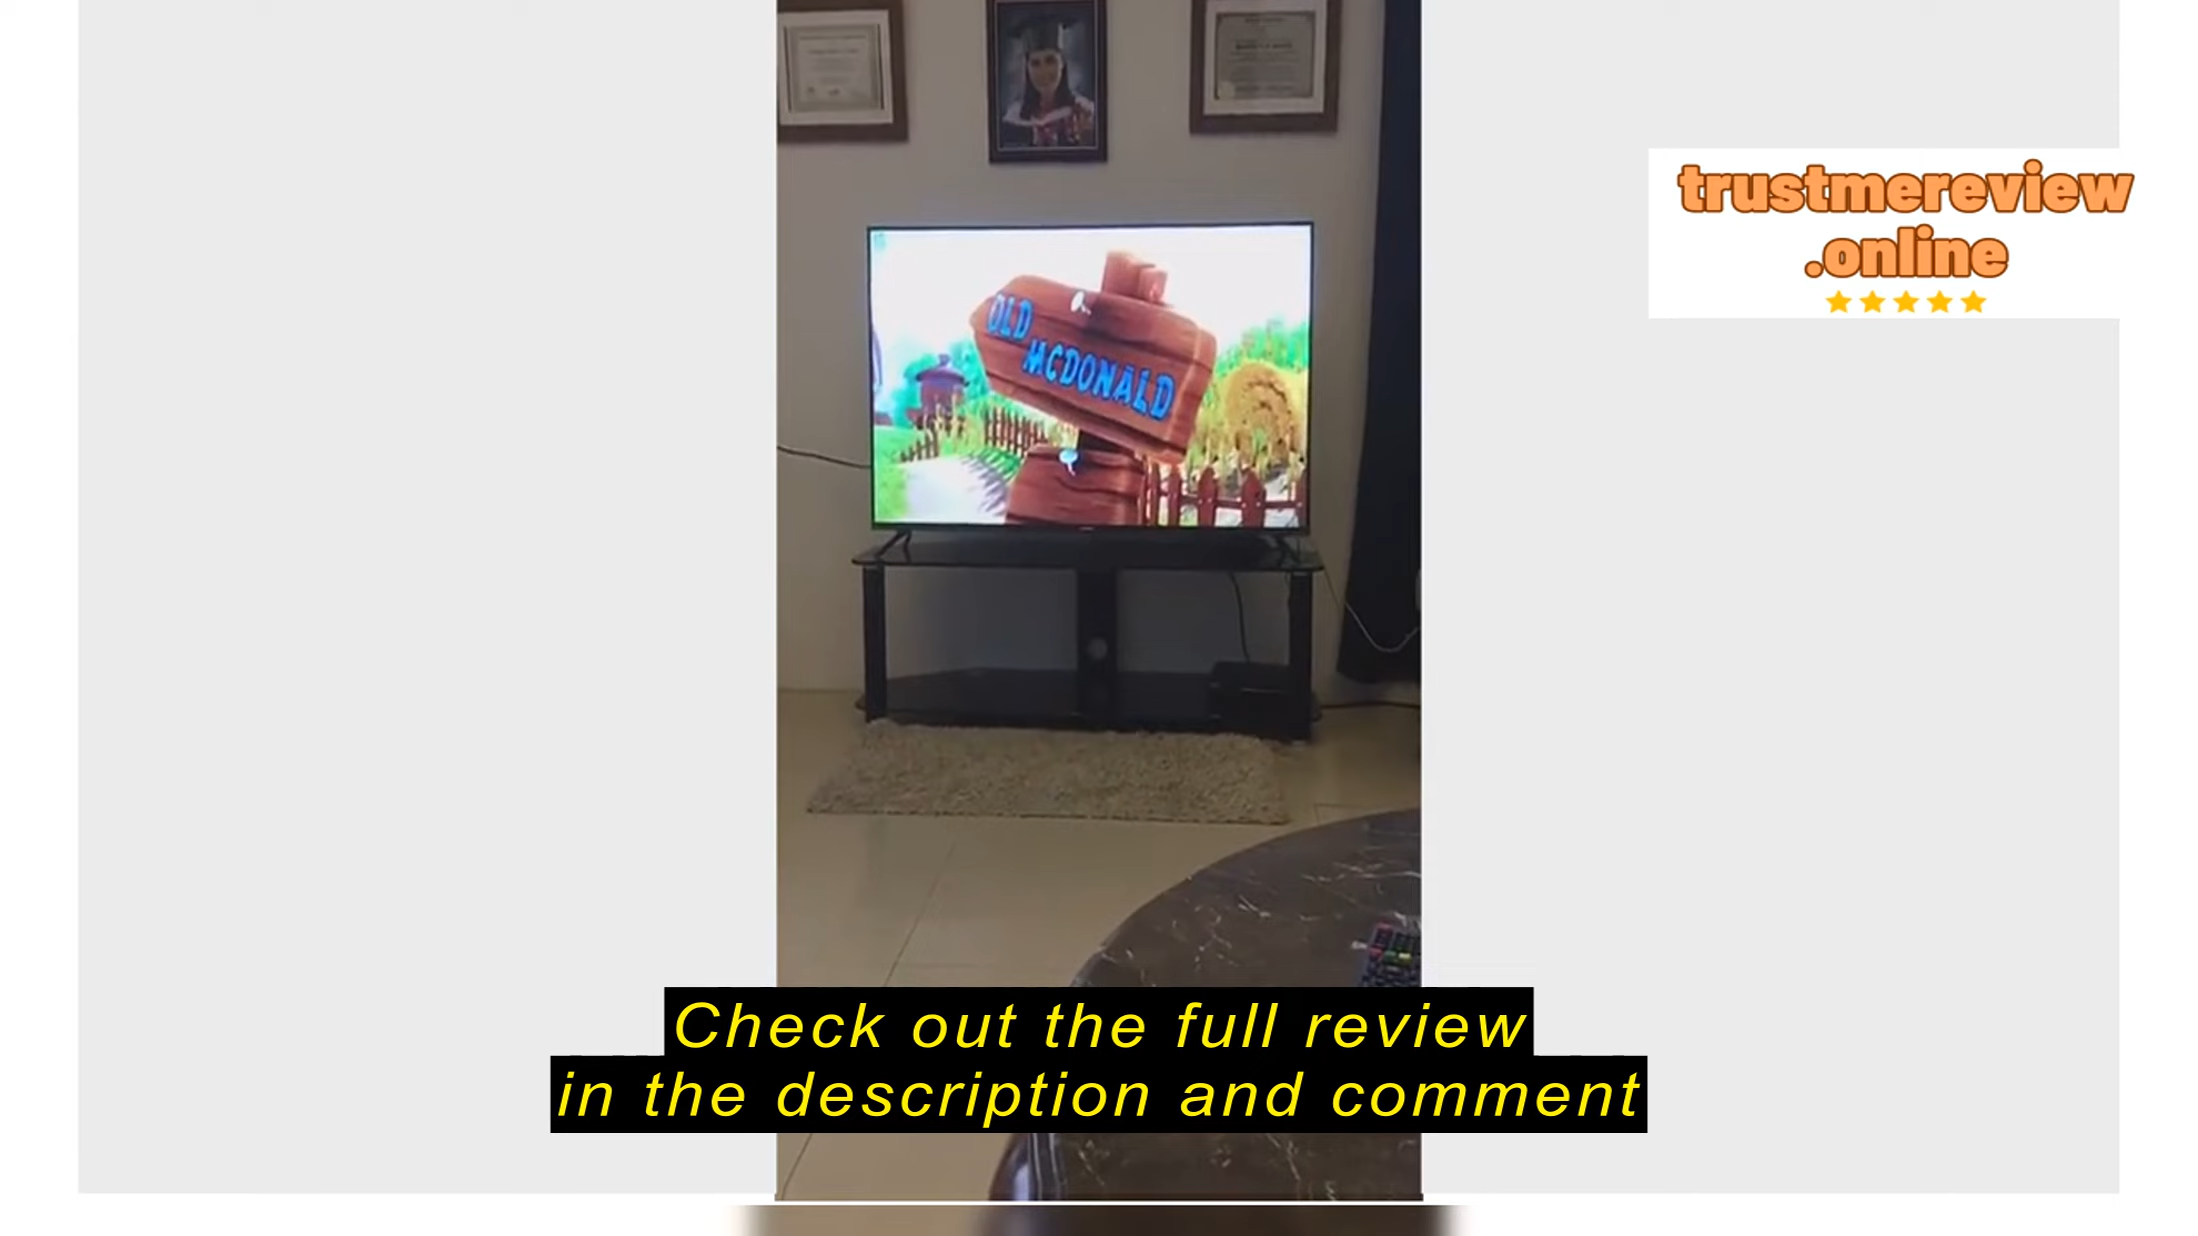 trustmereview
.online
OLD
MCDONALD
Check out the full review
in the description and comment